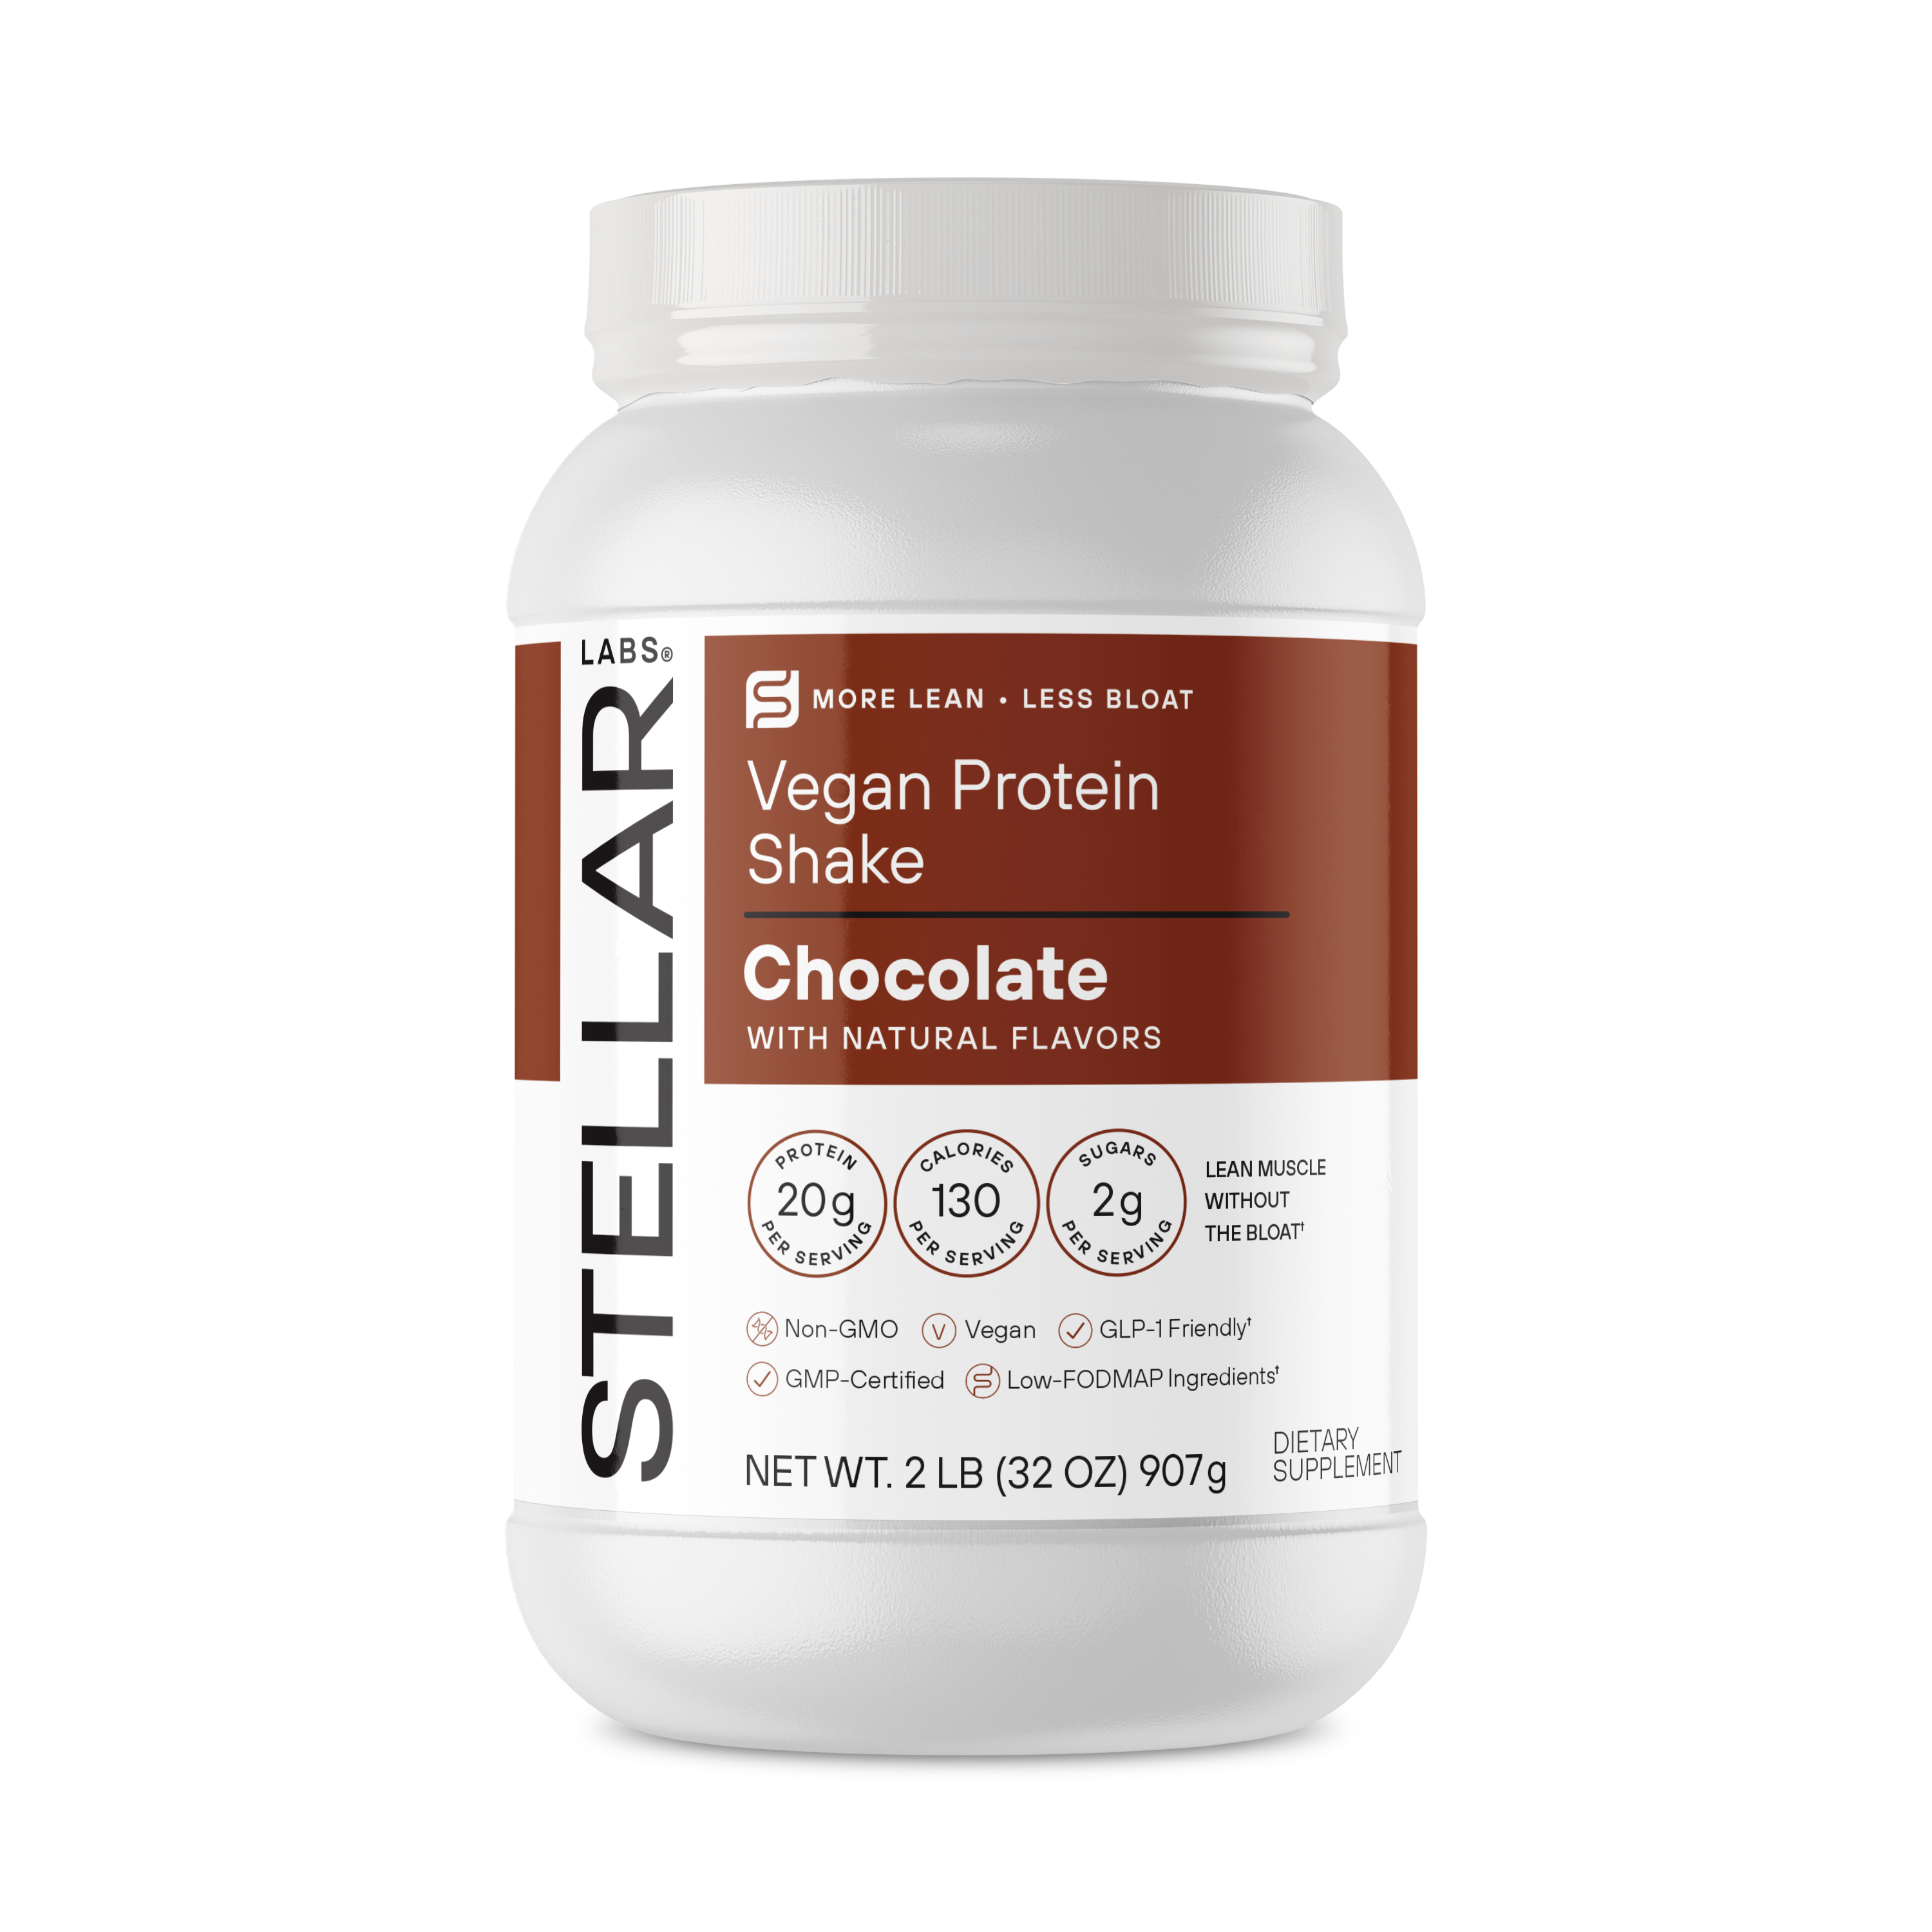 LABS®
STELLAR
MORE LEAN • LESS BLOAT
Vegan Protein
Shake
Chocolate
WITH NATURAL FLAVORS
PROTEIN
20g
PER SERVING
CALORIES
130
PER SERVING
SUGARS
2g
PER SERVING
LEAN MUSCLE
WITHOUT
THE BLOAT†
Non-GMO
V
Vegan
GLP-1 Friendly†
GMP-Certified
Low-FODMAP Ingredients†
NET WT. 2 LB (32 OZ) 907g
DIETARY
SUPPLEMENT